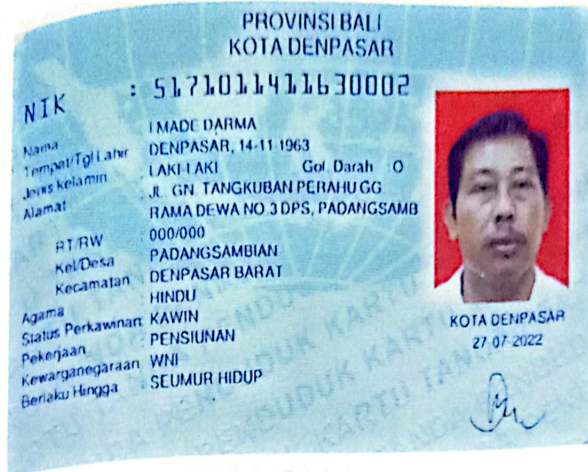 PROVINSI BALI
KOTA DENPASAR
NIK : 5171011411630002
Nama : I MADE DARMA
Tempat/Tgl Lahir : DENPASAR, 14-11-1963
Jenis kelamin : LAKI-LAKI Gol. Darah : O
Alamat : JL. GN. TANGKUBAN PERAHU GG
RAMA DEWA NO.3 DPS, PADANGSAMB
RT/RW : 000/000
Kel/Desa : PADANGSAMBIAN
Kecamatan : DENPASAR BARAT
Agama : HINDU
Status Perkawinan: KAWIN
Pekerjaan : PENSIUNAN
Kewarganegaraan: WNI
Berlaku Hingga : SEUMUR HIDUP
KOTA DENPASAR
27-07-2022